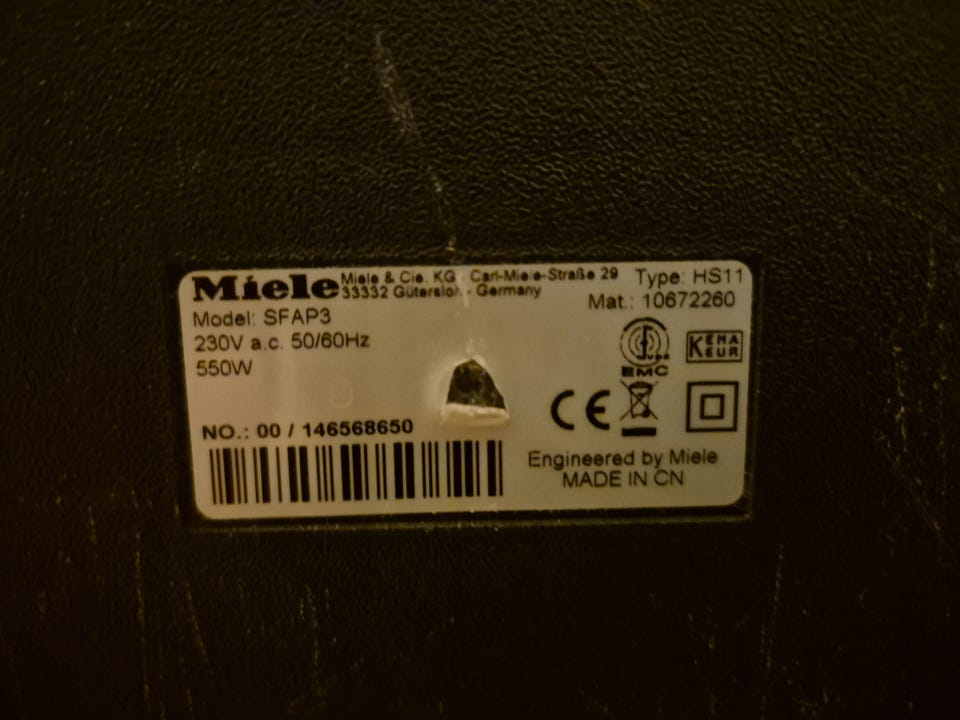 Miele
Miele & Cie. KG Carl-Miele-Straße 29
33332 Gütersloh - Germany
Type: HS11
Mat.: 10672260
Model: SFAP3
230V a.c. 50/60Hz
550W
EMC
KEMA
KEUR
CE
NO.: 00 / 146568650
Engineered by Miele
MADE IN CN